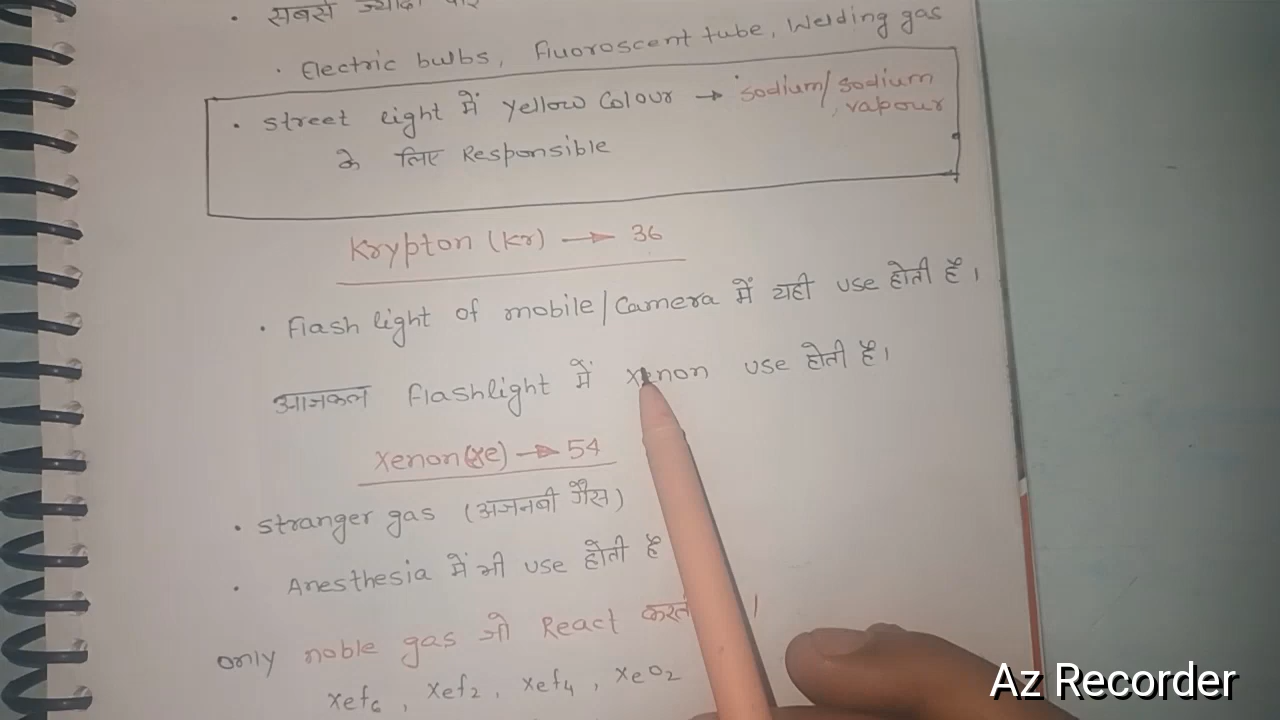 • सबसे ज्यादा
• Electric bulbs, Fluoroscent tube, Welding gas
• Street light में Yellow Colour → Sodium/Sodium
vapour
के लिए Responsible
Krypton (Kr) → 36
• Flash light of mobile/Camera में यही use होती है।
आजकल flashlight में Xenon use होती है।
Xenon(Xe) → 54
• Stranger gas (अजनबी गैस)
• Anesthesia में भी use होती है
only noble gas जो React करती ।
Xef6, Xef2, Xef4, XeO2
Az Recorder